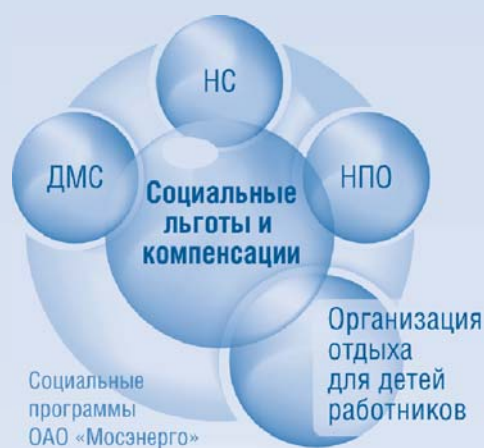 НС
ДМС
НПО
Социальные
льготы и
компенсации
Организация
отдыха
для детей
работников
Социальные
программы
ОАО «Мосэнерго»